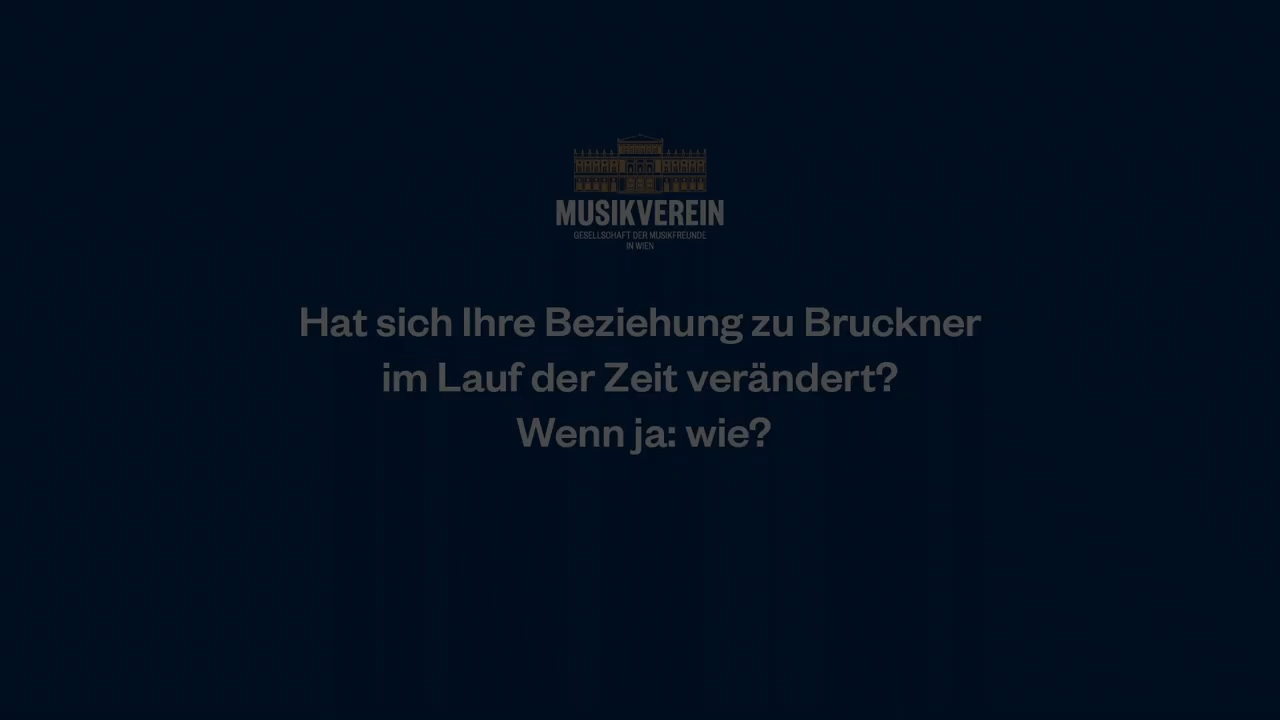 MUSIKVEREIN
GESELLSCHAFT DER MUSIKFREUNDE
IN WIEN
Hat sich Ihre Beziehung zu Bruckner
im Lauf der Zeit verändert?
Wenn ja: wie?